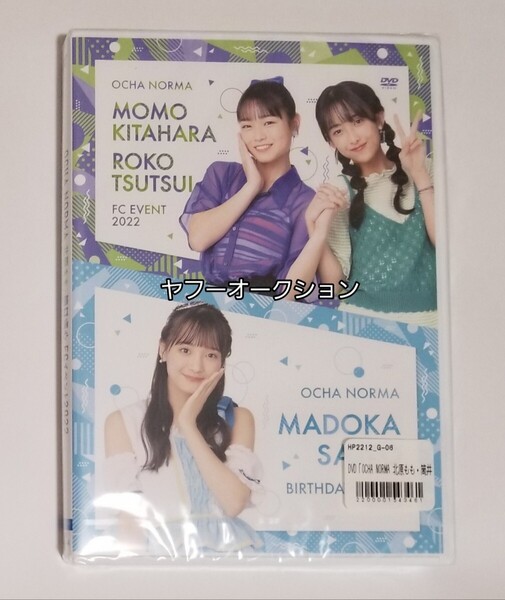 DVD
VIDEO
OCHA NORMA
MOMO
KITAHARA
ROKO
TSUTSUI
FC EVENT
2022
ヤフーオークション
OCHA NORMA
MADOKA
SA
BIRTHDA
HP2212_G-06
DVD「OCHA NORMA 北原もも・筒井